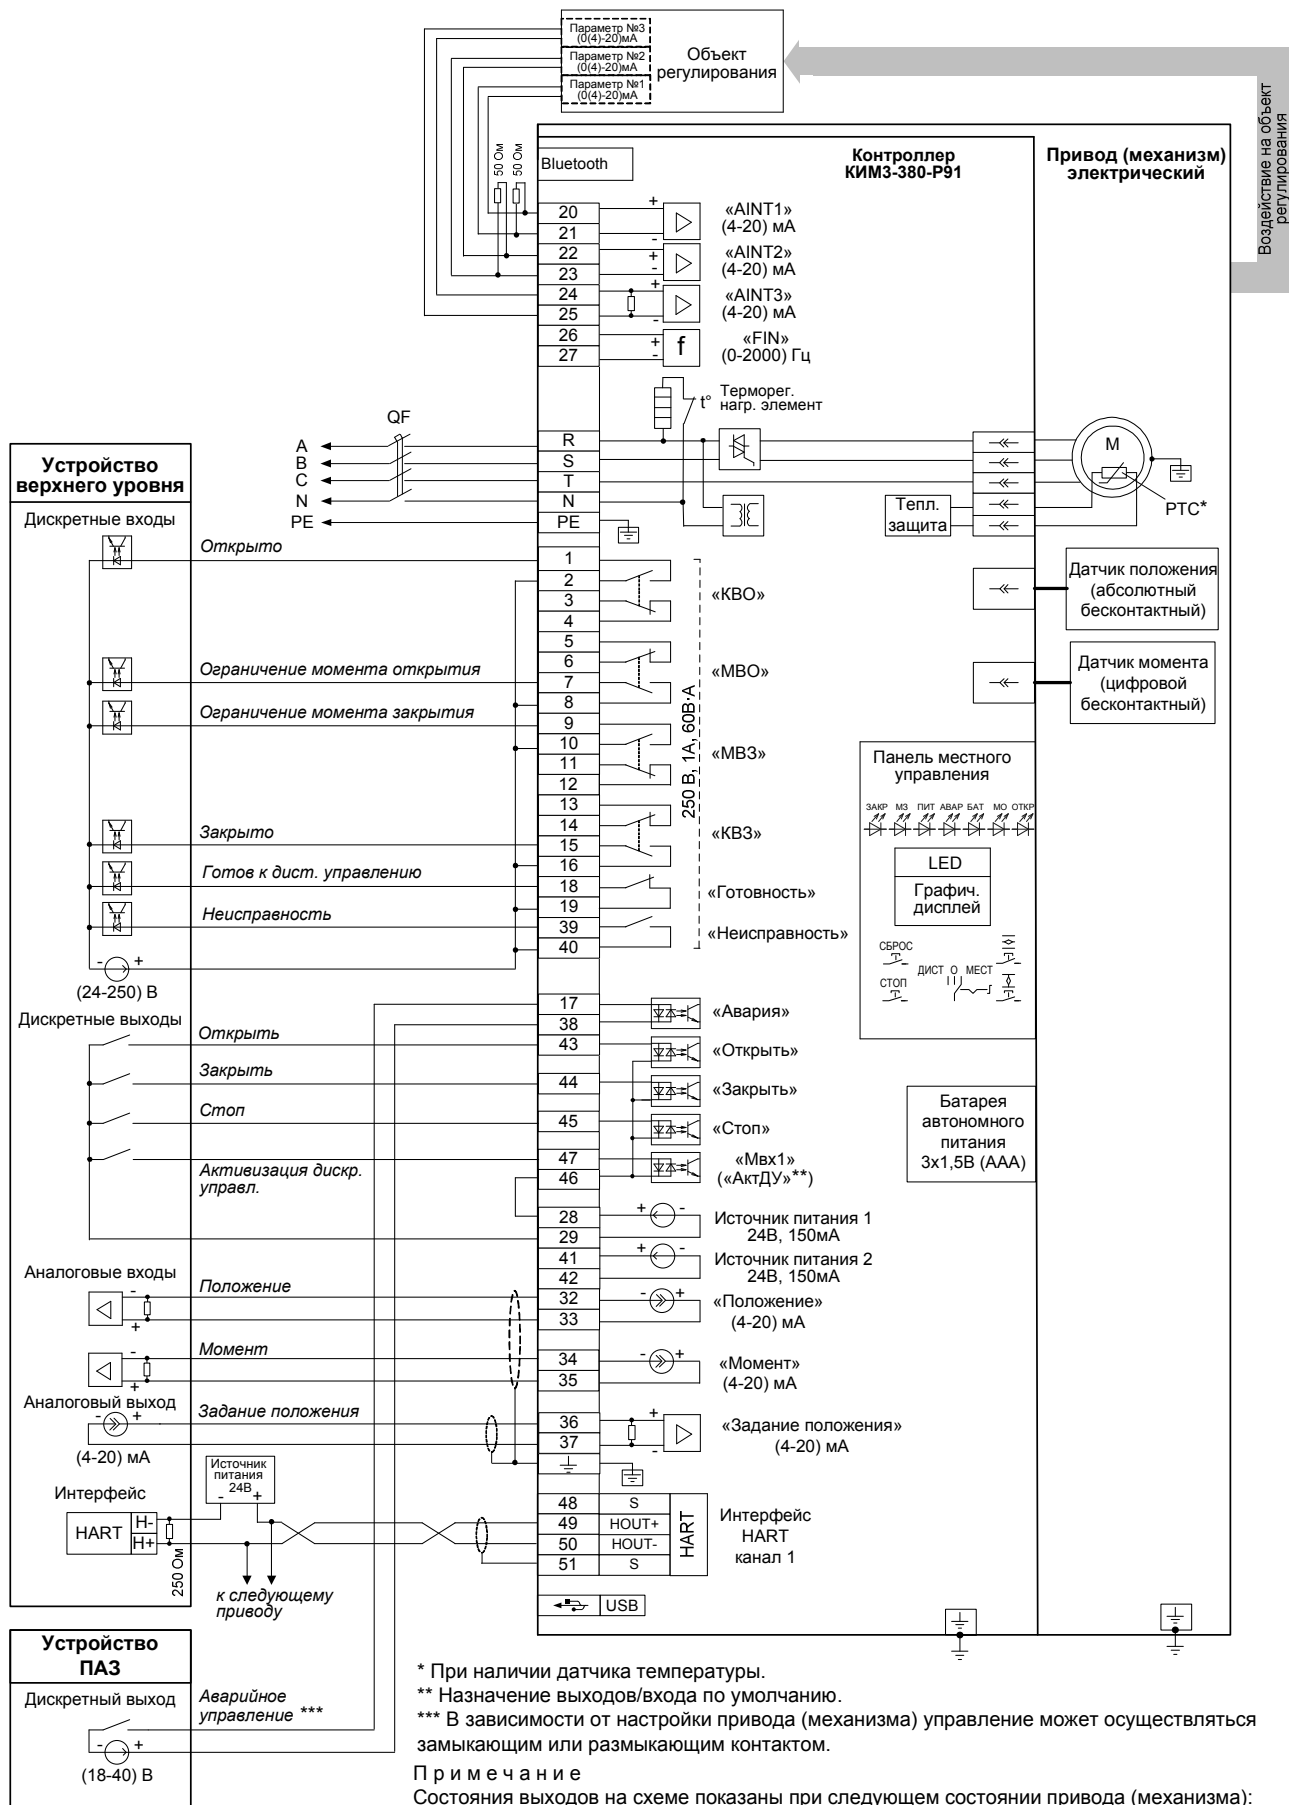 Параметр №3
(0(4)-20)мА
Параметр №2
(0(4)-20)мА
Параметр №1
(0(4)-20)мА
Объект
регулирования
Воздействие на объект
регулирования
50 Ом
50 Ом
Bluetooth
Контроллер
КИМ3-380-Р91
Привод (механизм)
электрический
20
21
22
23
24
25
26
27
+
-
«AINT1»
(4-20) мА
+
-
«AINT2»
(4-20) мА
+
-
«AINT3»
(4-20) мА
+
-
f
«FIN»
(0-2000) Гц
t°
Терморег.
нагр. элемент
QF
A
B
C
N
PE
R
S
T
N
PE
M
PTC*
Тепл.
защита
Устройство
верхнего уровня
Дискретные входы
Открыто
Ограничение момента открытия
Ограничение момента закрытия
Закрыто
Готов к дист. управлению
Неисправность
- +
(24-250) В
1
2
3
4
5
6
7
8
9
10
11
12
13
14
15
16
18
19
39
40
«КВО»
«МВО»
«МВЗ»
«КВЗ»
«Готовность»
«Неисправность»
250 В, 1А, 60В·А
Датчик положения
(абсолютный
бесконтактный)
Датчик момента
(цифровой
бесконтактный)
Панель местного
управления
ЗАКР МЗ ПИТ АВАР БАТ МО ОТКР
LED
Графич.
дисплей
СБРОС
СТОП
ДИСТ О МЕСТ
Батарея
автономного
питания
3х1,5В (ААА)
Дискретные выходы
Открыть
Закрыть
Стоп
Активизация дискр.
управл.
17
38
43
44
45
47
46
28
29
41
42
32
33
34
35
36
37
«Авария»
«Открыть»
«Закрыть»
«Стоп»
«Мвх1»
(«АктДУ»**)
+ -
Источник питания 1
24В, 150мА
+ -
Источник питания 2
24В, 150мА
- +
«Положение»
(4-20) мА
- +
«Момент»
(4-20) мА
+
-
«Задание положения»
(4-20) мА
Аналоговые входы
Положение
-
+
Момент
-
+
Аналоговый выход
- +
Задание положения
(4-20) мА
Источник
питания
24В
- +
Интерфейс
HART
H-
H+
250 Ом
к следующему
приводу
48 S
49 HOUT+
50 HOUT-
51 S
HART
Интерфейс
HART
канал 1
USB
Устройство
ПАЗ
Дискретный выход
Аварийное
управление ***
- +
(18-40) В
* При наличии датчика температуры.
** Назначение выходов/входа по умолчанию.
*** В зависимости от настройки привода (механизма) управление может осуществляться
замыкающим или размыкающим контактом.
П р и м е ч а н и е
Состояния выходов на схеме показаны при следующем состоянии привода (механизма):